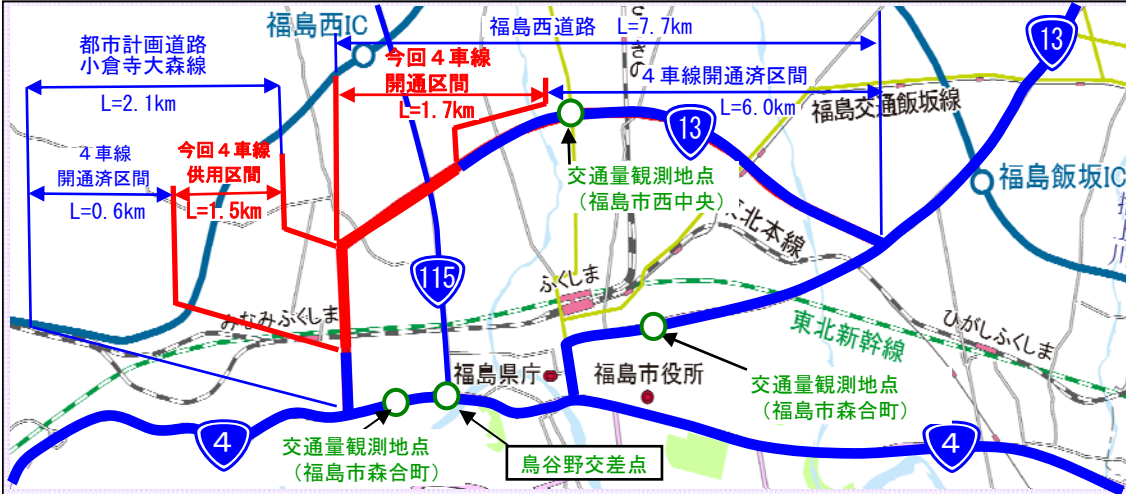 福島西IC
福島西道路 L=7.7km
13
都市計画道路
小倉寺大森線
L=2.1km
今回４車線
開通区間
L=1.7km
４車線開通済区間
L=6.0km
福島交通飯坂線
13
４車線
開通済区間
L=0.6km
今回４車線
供用区間
L=1.5km
交通量観測地点
（福島市西中央）
福島飯坂IC
東北本線
115
ふくしま
みなみふくしま
東北新幹線
ひがしふくしま
福島県庁
福島市役所
交通量観測地点
（福島市森合町）
4
交通量観測地点
（福島市森合町）
鳥谷野交差点
4